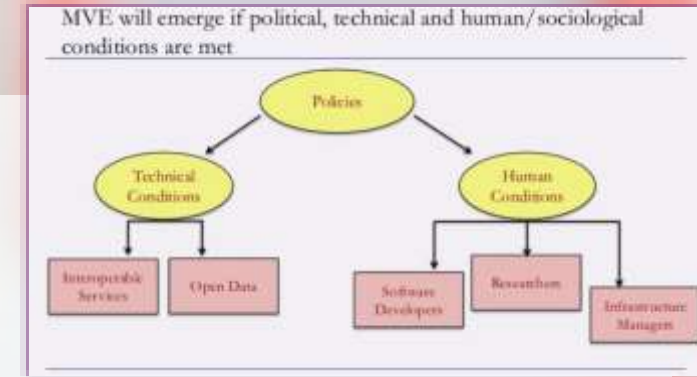 MVE will emerge if political, technical and human/sociological
conditions are met
Policies
Technical
Conditions
Human
Conditions
Interoperable
Services
Open Data
Software
Developers
Researchers
Infrastructure
Managers